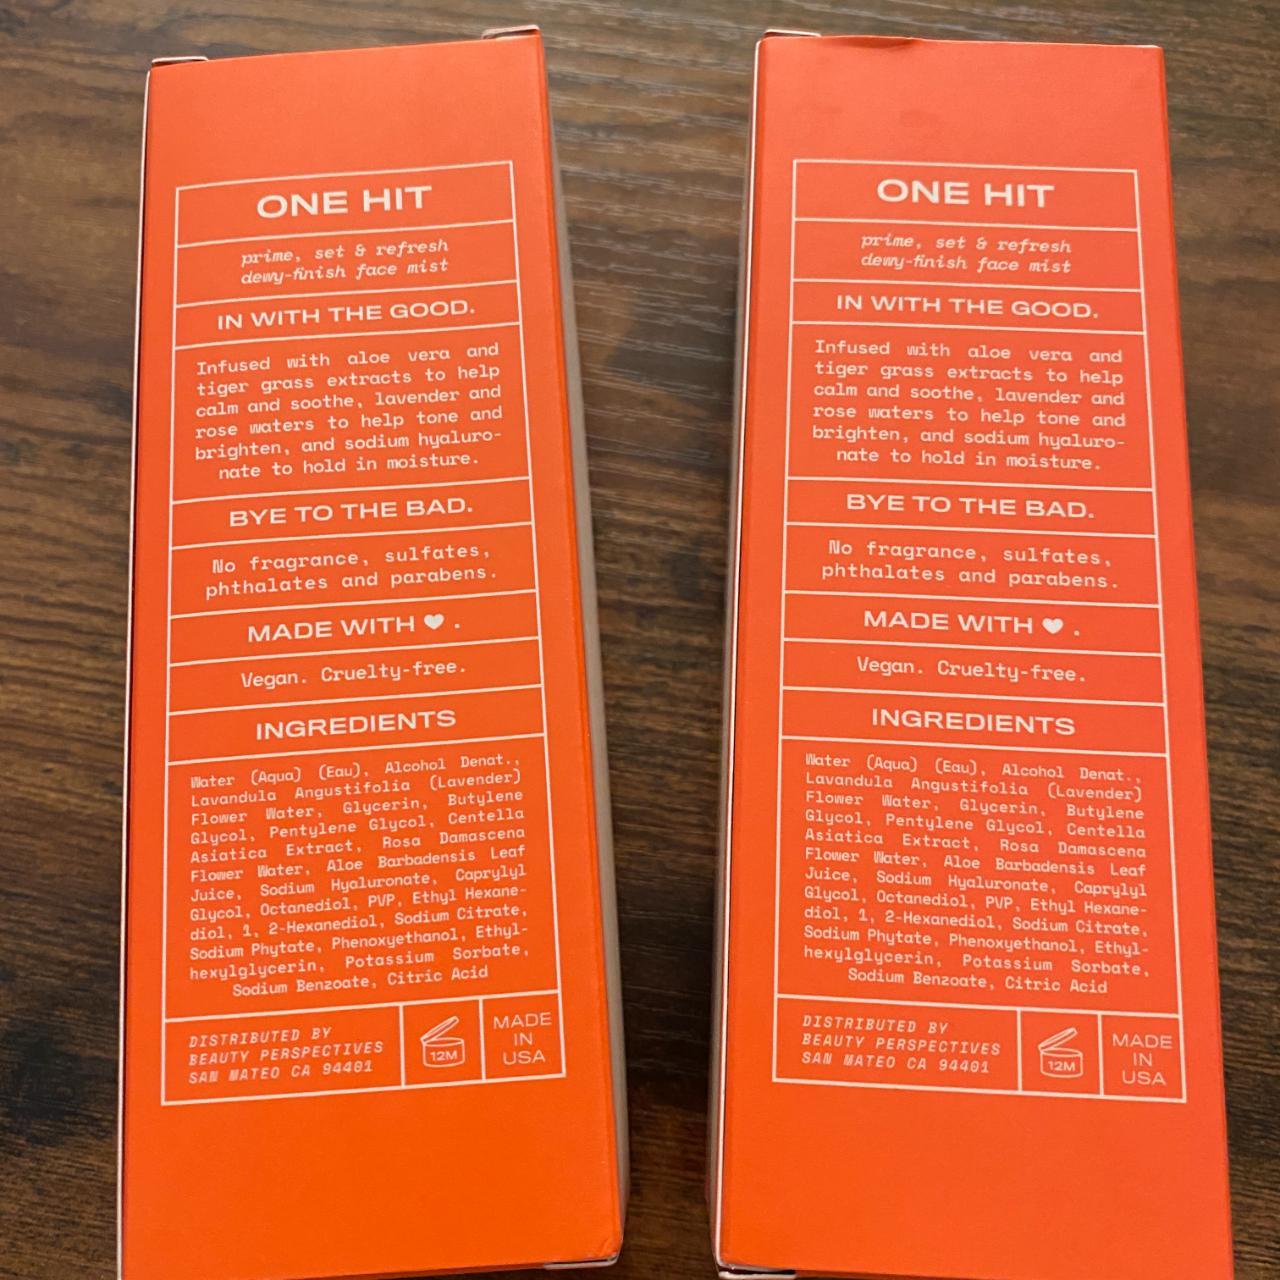 ONE HIT
prime, set & refresh
dewy-finish face mist
IN WITH THE GOOD.
Infused with aloe vera and
tiger grass extracts to help
calm and soothe, lavender and
rose waters to help tone and
brighten, and sodium hyaluro-
nate to hold in moisture.
BYE TO THE BAD.
No fragrance, sulfates,
phthalates and parabens.
MADE WITH ♥ .
Vegan. Cruelty-free.
INGREDIENTS
Water (Aqua) (Eau), Alcohol Denat.,
Lavandula Angustifolia (Lavender)
Flower Water, Glycerin, Butylene
Glycol, Pentylene Glycol, Centella
Asiatica Extract, Rosa Damascena
Flower Water, Aloe Barbadensis Leaf
Juice, Sodium Hyaluronate, Caprylyl
Glycol, Octanediol, PVP, Ethyl Hexane-
diol, 1, 2-Hexanediol, Sodium Citrate,
Sodium Phytate, Phenoxyethanol, Ethyl-
hexylglycerin, Potassium Sorbate,
Sodium Benzoate, Citric Acid
DISTRIBUTED BY
BEAUTY PERSPECTIVES
SAN MATEO CA 94401
12M
MADE
IN
USA
ONE HIT
prime, set & refresh
dewy-finish face mist
IN WITH THE GOOD.
Infused with aloe vera and
tiger grass extracts to help
calm and soothe, lavender and
rose waters to help tone and
brighten, and sodium hyaluro-
nate to hold in moisture.
BYE TO THE BAD.
No fragrance, sulfates,
phthalates and parabens.
MADE WITH ♥ .
Vegan. Cruelty-free.
INGREDIENTS
Water (Aqua) (Eau), Alcohol Denat.,
Lavandula Angustifolia (Lavender)
Flower Water, Glycerin, Butylene
Glycol, Pentylene Glycol, Centella
Asiatica Extract, Rosa Damascena
Flower Water, Aloe Barbadensis Leaf
Juice, Sodium Hyaluronate, Caprylyl
Glycol, Octanediol, PVP, Ethyl Hexane-
diol, 1, 2-Hexanediol, Sodium Citrate,
Sodium Phytate, Phenoxyethanol, Ethyl-
hexylglycerin, Potassium Sorbate,
Sodium Benzoate, Citric Acid
DISTRIBUTED BY
BEAUTY PERSPECTIVES
SAN MATEO CA 94401
12M
MADE
IN
USA